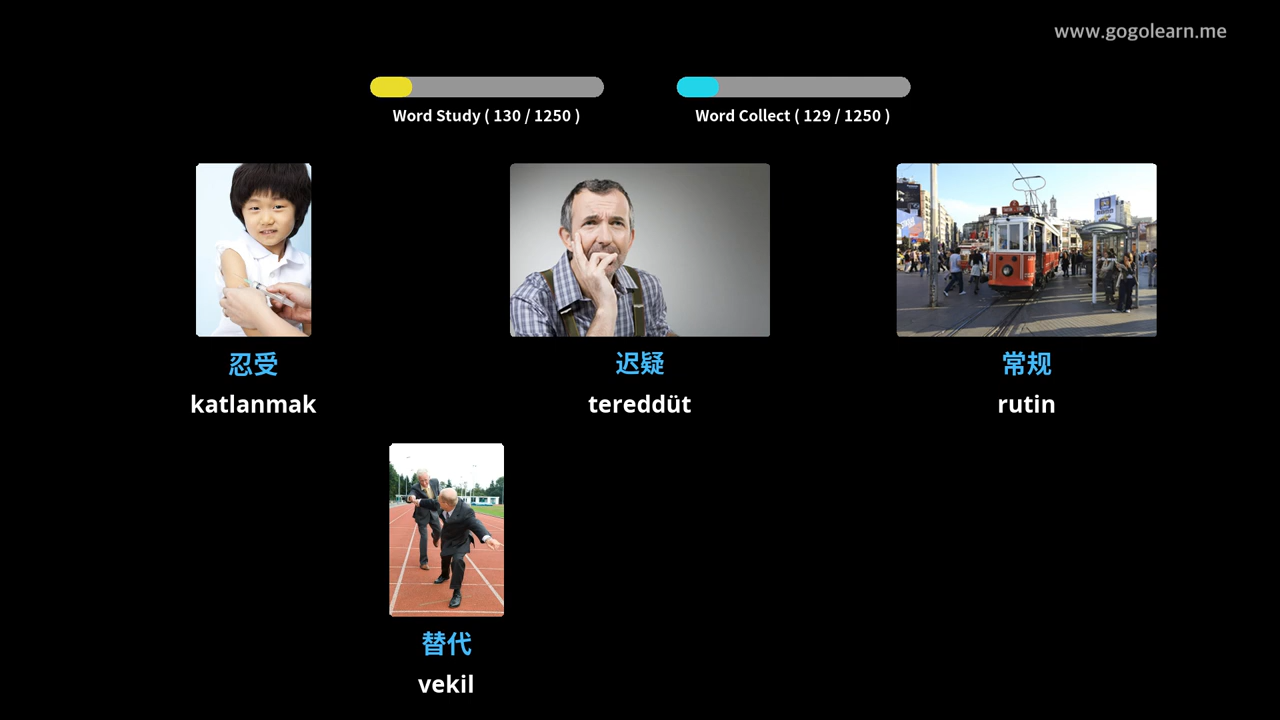 www.gogolearn.me
Word Study ( 130 / 1250 )
Word Collect ( 129 / 1250 )
忍受
katlanmak
迟疑
tereddüt
常规
rutin
替代
vekil